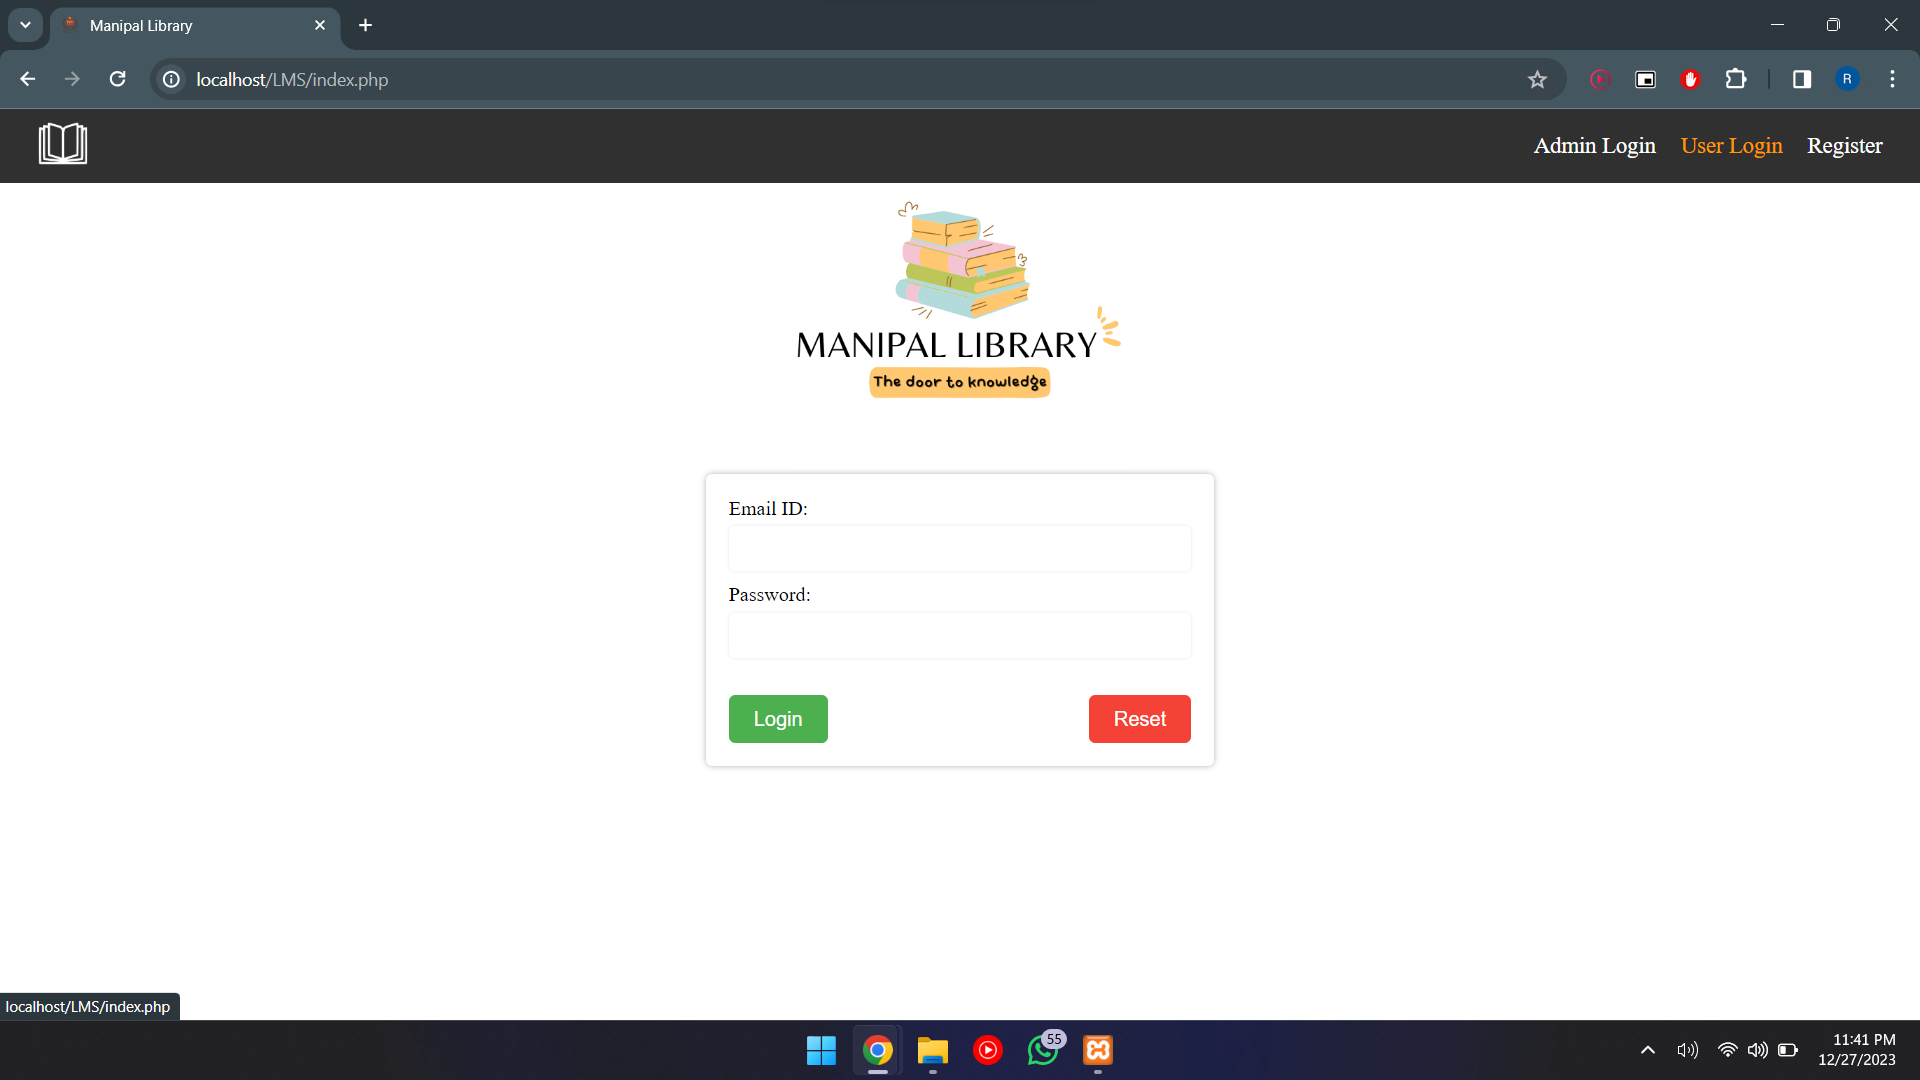 Manipal Library
localhost/LMS/index.php
R
Admin Login User Login Register
MANIPAL LIBRARY
The door to knowledge
Email ID:
Password:
Login Reset
localhost/LMS/index.php
55
11:41 PM
12/27/2023